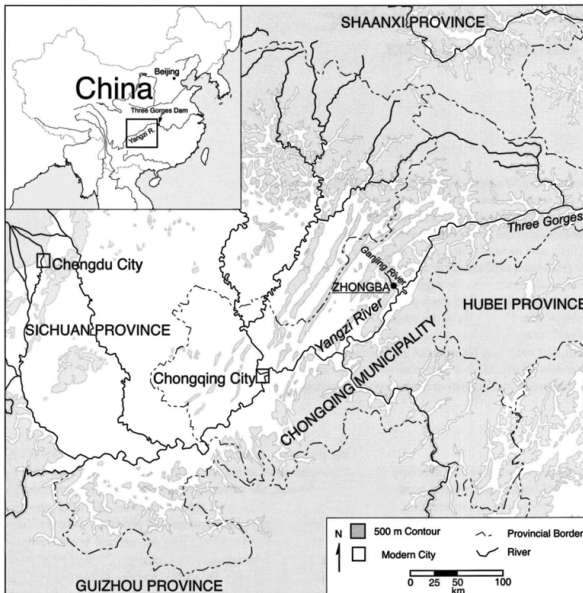 SHAANXI PROVINCE
Beijing
China
Three Gorges Dam
Yangzi R.
Three Gorges
Chengdu City
Ganjing River
ZHONGBA
HUBEI PROVINCE
SICHUAN PROVINCE
Yangzi River
Chongqing City
CHONGQING MUNICIPALITY
N
500 m Contour
Provincial Border
Modern City
River
0 25 50 100
km
GUIZHOU PROVINCE